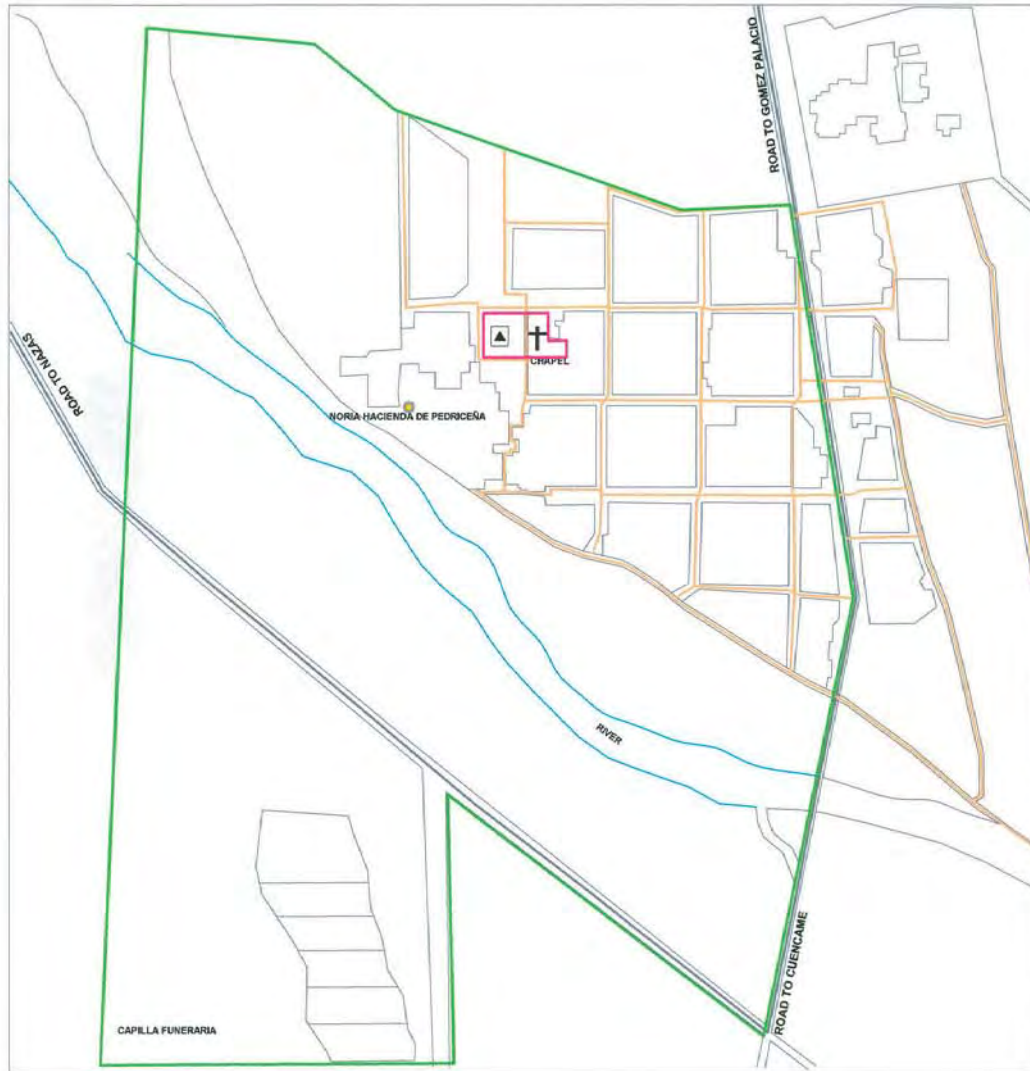 ROAD TO GOMEZ PALACIO
ROAD TO NAZAS
CHAPEL
NORIA HACIENDA DE PEDRICEÑA
RIVER
ROAD TO CUENCAME
CAPILLA FUNERARIA